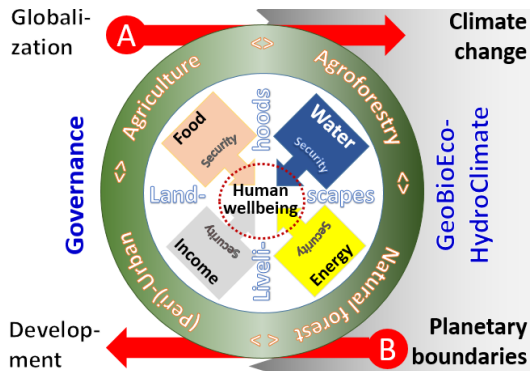 Globali-
zation
A
Climate
change
<>
Agriculture
Agroforestry
<>
<>
Food
Security
hoods
Water
Security
Land-
Human
wellbeing
scapes
Governance
GeoBioEco-
HydroClimate
Income
Security
Liveli-
Energy
Security
(Peri)-Urban
Natural forest
< >
Develop-
ment
B
Planetary
boundaries